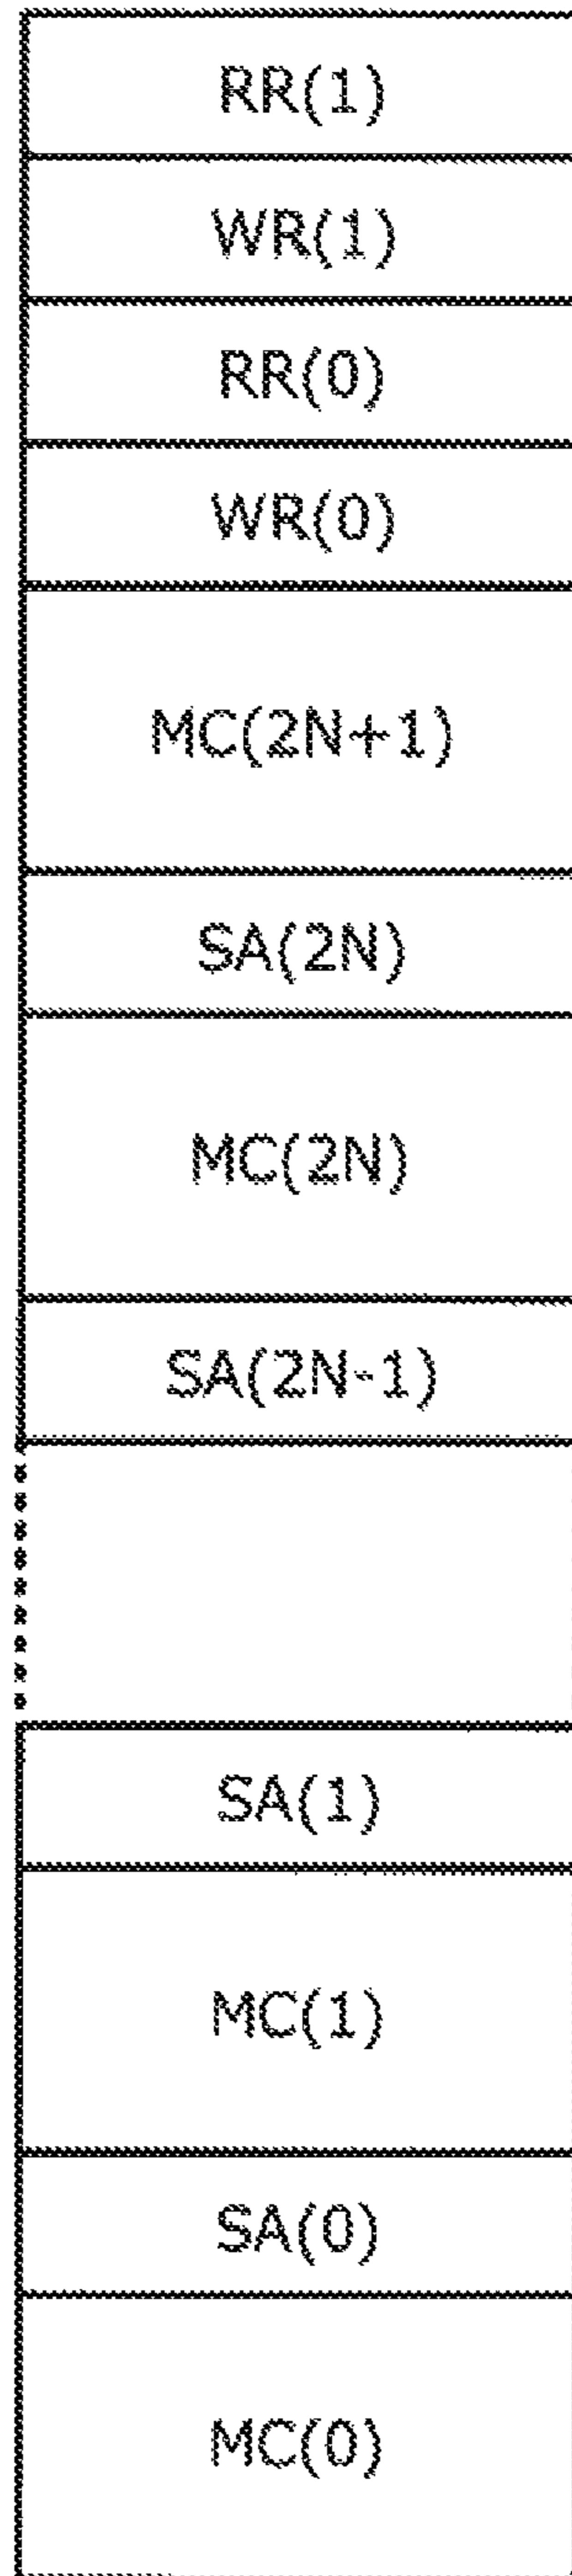 RR(1)
WR(1)
RR(0)
WR(0)
MC(2N+1)
SA(2N)
MC(2N)
SA(2N-1)
SA(1)
MC(1)
SA(0)
MC(0)